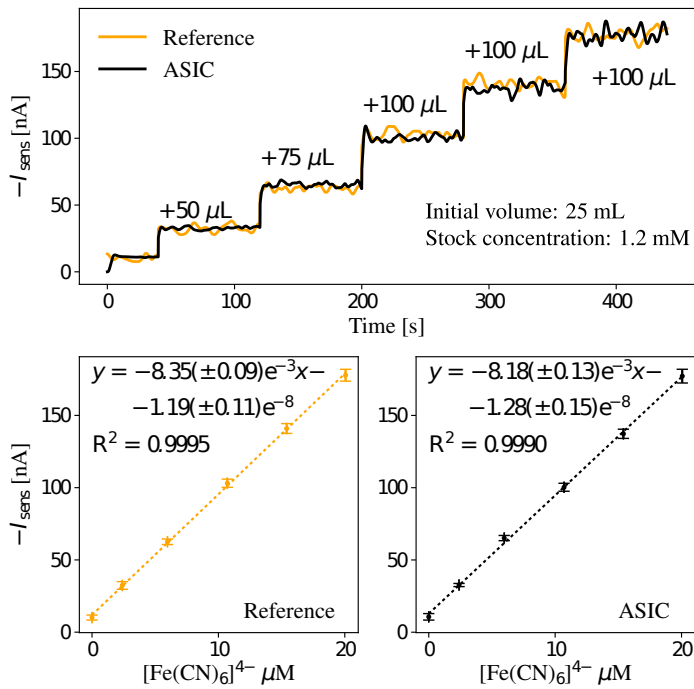 Reference
ASIC
+50 μL
+75 μL
+100 μL
+100 μL
+100 μL
Initial volume: 25 mL
Stock concentration: 1.2 mM
−I_sens [nA]
0
50
100
150
0
100
200
300
400
Time [s]
y = −8.35(±0.09)e⁻³x−
−1.19(±0.11)e⁻⁸
R² = 0.9995
Reference
−I_sens [nA]
0
50
100
150
0
10
20
[Fe(CN)₆]⁴⁻ μM
y = −8.18(±0.13)e⁻³x−
−1.28(±0.15)e⁻⁸
R² = 0.9990
ASIC
0
50
100
150
0
10
20
[Fe(CN)₆]⁴⁻ μM